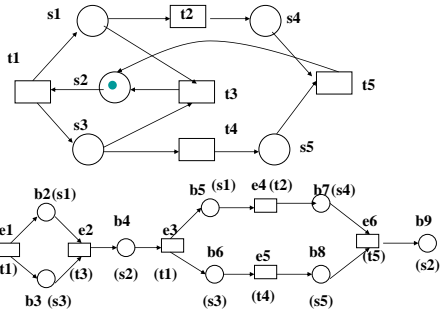 s1
t2
s4
t1
s2
t3
t5
s3
t4
s5
b5 (s1) e4 (t2) b7(s4)
b2(s1)
e1 e2 b4 e3 e6 b9
t1) (t3) (s2) (t1) (t5) (s2)
b6 e5 b8
b3 (s3) (s3) (t4) (s5)